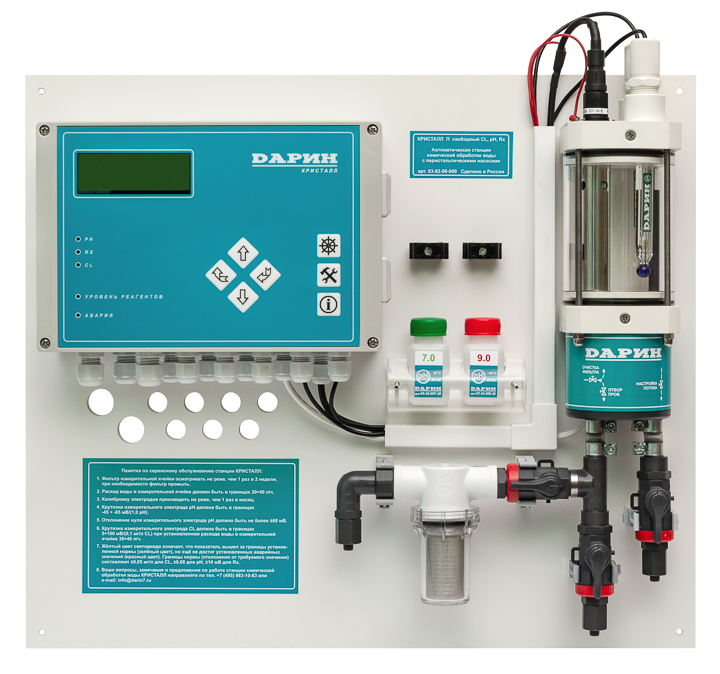 ДАРИН
КРИСТАЛЛ
PH
RX
CL
УРОВЕНЬ РЕАГЕНТОВ
АВАРИЯ
КРИСТАЛЛ П свободный CL, pH, Rx
Автоматическая станция
химической обработки воды
с перистальтическими насосами
арт. 03-02-00-000 Сделано в России
ДАРИН
ДАРИН
ОЧИСТКА
ФИЛЬТРА
ОТБОР
ПРОБ
НАСТРОЙКА
ПОТОКА
7.0
pH
ДАРИН
9.0
pH
ДАРИН
Памятка по сервисному обслуживанию станции КРИСТАЛЛ:
1. Фильтр измерительной ячейки осматривать не реже, чем 1 раз в 2 недели,
при необходимости фильтр промыть.
2. Расход воды в измерительной ячейке должен быть в границах 30÷40 л/ч.
3. Калибровку электродов производить не реже, чем 1 раз в месяц.
4. Крутизна измерительного электрода pH должна быть в границах
-45 ÷ -65 мВ/(1,0 pH).
5. Отклонение нуля измерительного электрода pH должно быть не более ±60 мВ.
6. Крутизна измерительного электрода CL должна быть в границах
5÷100 мВ/(0,1 мг/л CL) при установленном расходе воды в измерительной
ячейке 30÷40 л/ч.
7. Жёлтый цвет светодиода означает, что показатель вышел за границы установ-
ленной нормы (зелёный цвет), но ещё не достиг установленных аварийных
значений (красный цвет). Границы нормы (отклонения от требуемого значения)
составляют ±0,05 мг/л для CL, ±0,08 для pH, ±10 мВ для Rx.
8. Ваши вопросы, замечания и предложения по работе станции химической
обработки воды КРИСТАЛЛ направляйте по тел. +7 (495) 983-10-83 или
e-mail: info@darin7.ru